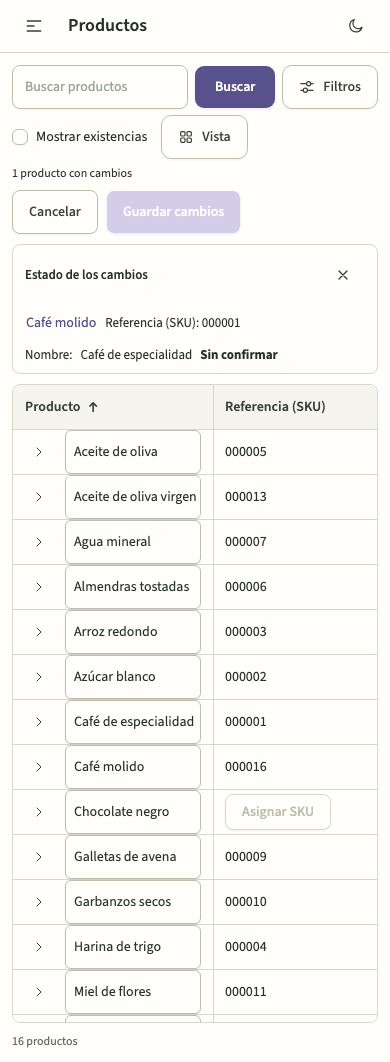 Productos
Buscar productos
Buscar
Filtros
Mostrar existencias
Vista
1 producto con cambios
Cancelar
Guardar cambios
Estado de los cambios
Café molido Referencia (SKU): 000001
Nombre: Café de especialidad Sin confirmar
Producto Referencia (SKU)
Aceite de oliva 000005
Aceite de oliva virgen 000013
Agua mineral 000007
Almendras tostadas 000006
Arroz redondo 000003
Azúcar blanco 000002
Café de especialidad 000001
Café molido 000016
Chocolate negro Asignar SKU
Galletas de avena 000009
Garbanzos secos 000010
Harina de trigo 000004
Miel de flores 000011
16 productos